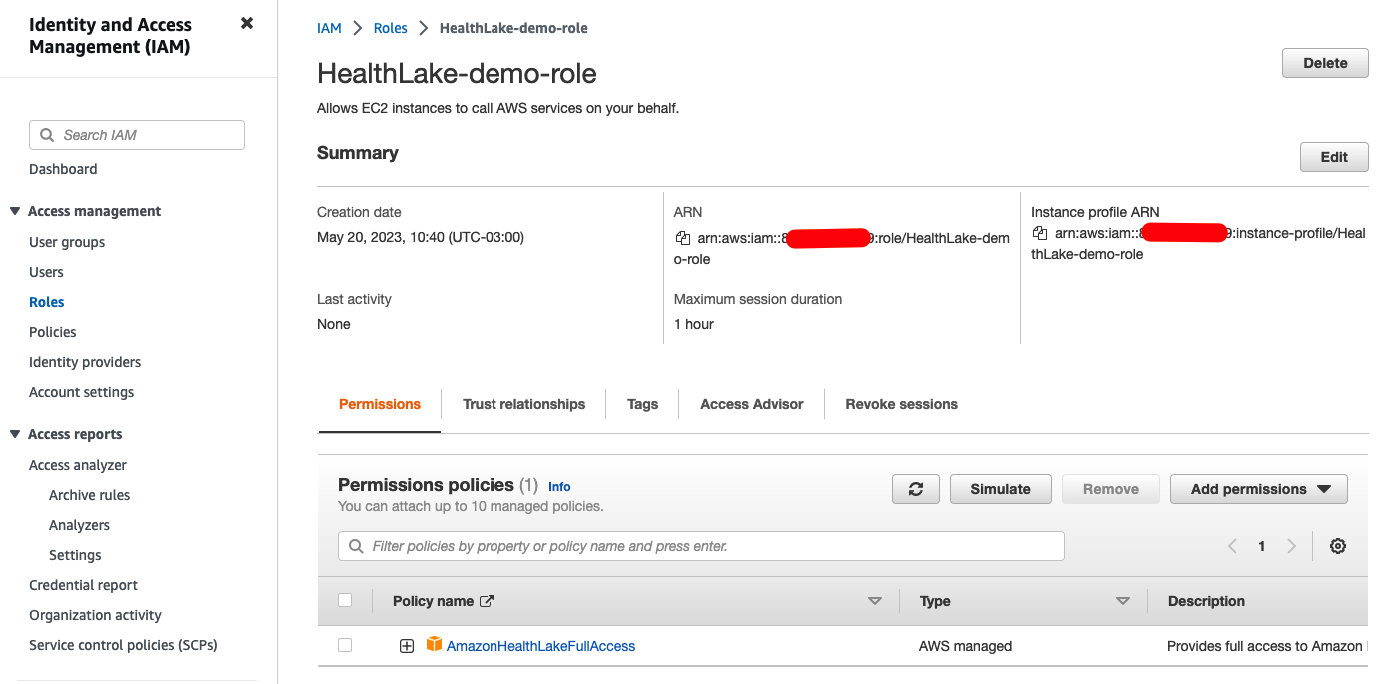 Identity and Access
Management (IAM)
Search IAM
Dashboard
Access management
User groups
Users
Roles
Policies
Identity providers
Account settings
Access reports
Access analyzer
Archive rules
Analyzers
Settings
Credential report
Organization activity
Service control policies (SCPs)
IAM > Roles > HealthLake-demo-role
HealthLake-demo-role
Delete
Allows EC2 instances to call AWS services on your behalf.
Summary
Edit
Creation date
May 20, 2023, 10:40 (UTC-03:00)
Last activity
None
ARN
arn:aws:iam::8 9:role/HealthLake-dem
o-role
Maximum session duration
1 hour
Instance profile ARN
arn:aws:iam::8 9:instance-profile/Heal
thLake-demo-role
Permissions
Trust relationships
Tags
Access Advisor
Revoke sessions
Permissions policies (1) Info
You can attach up to 10 managed policies.
Simulate
Remove
Add permissions
Filter policies by property or policy name and press enter.
1
Policy name
Type
Description
AmazonHealthLakeFullAccess
AWS managed
Provides full access to Amazon